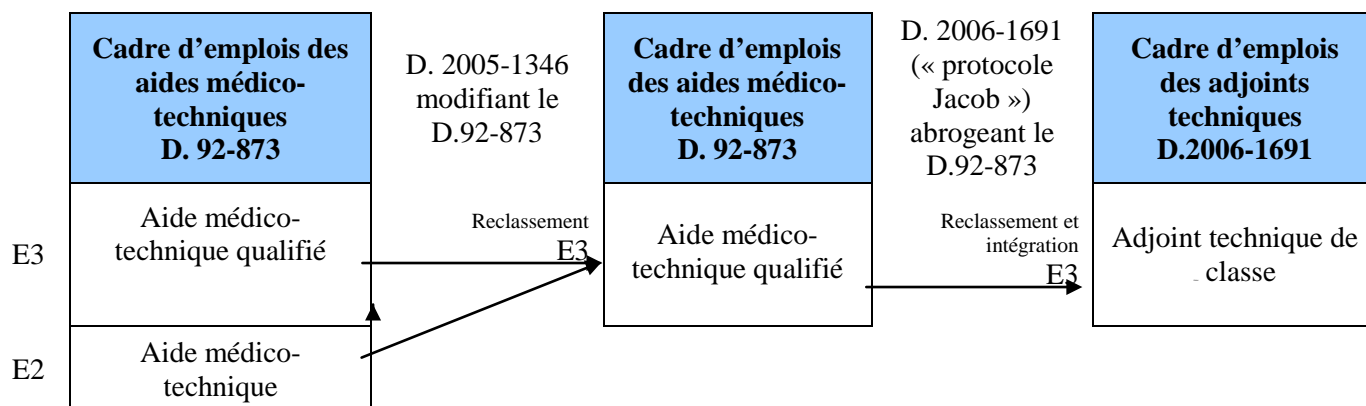 Cadre d'emplois des
aides médico-
techniques
D. 92-873
D. 2005-1346
modifiant le
D.92-873
Cadre d'emplois
des aides médico-
techniques
D. 92-873
D. 2006-1691
(« protocole
Jacob »)
abrogeant le
D.92-873
Cadre d'emplois
des adjoints
techniques
D.2006-1691
E3
Aide médico-
technique qualifié
Reclassement
E3
Aide médico-
technique qualifié
Reclassement et
intégration
E3
Adjoint technique de
classe
E2
Aide médico-
technique